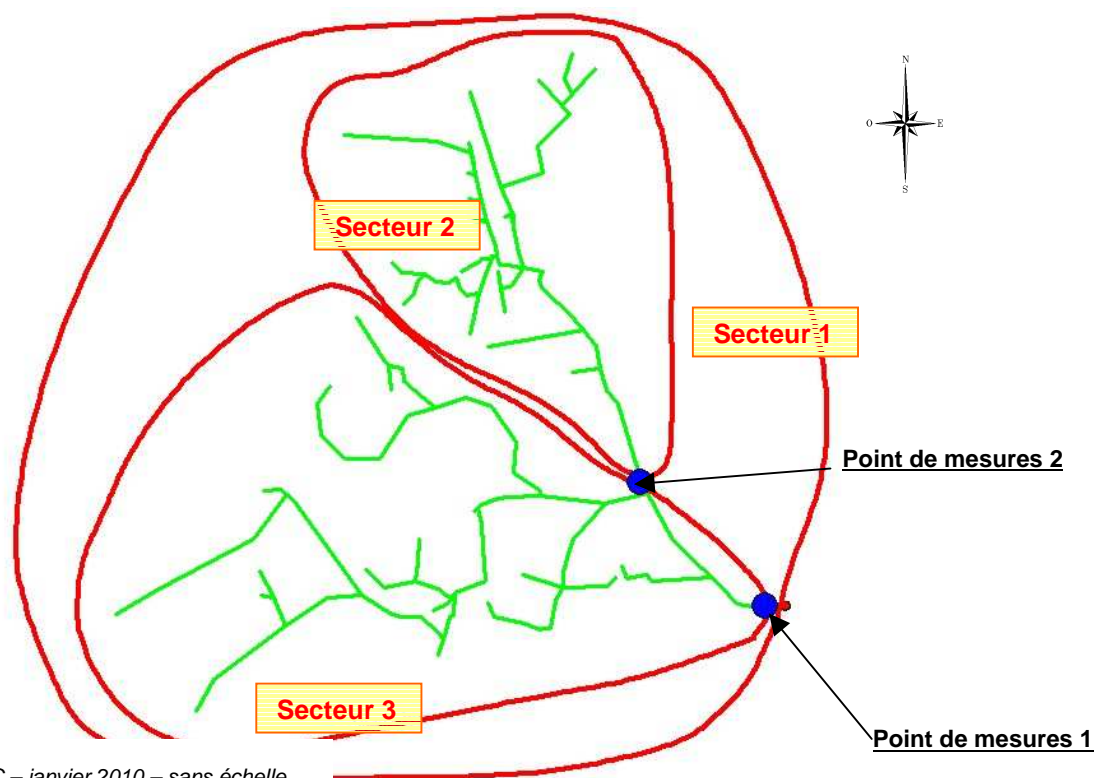 N
O
E
S
Secteur 2
Secteur 1
Point de mesures 2
Secteur 3
Point de mesures 1
– janvier 2010 – sans échelle